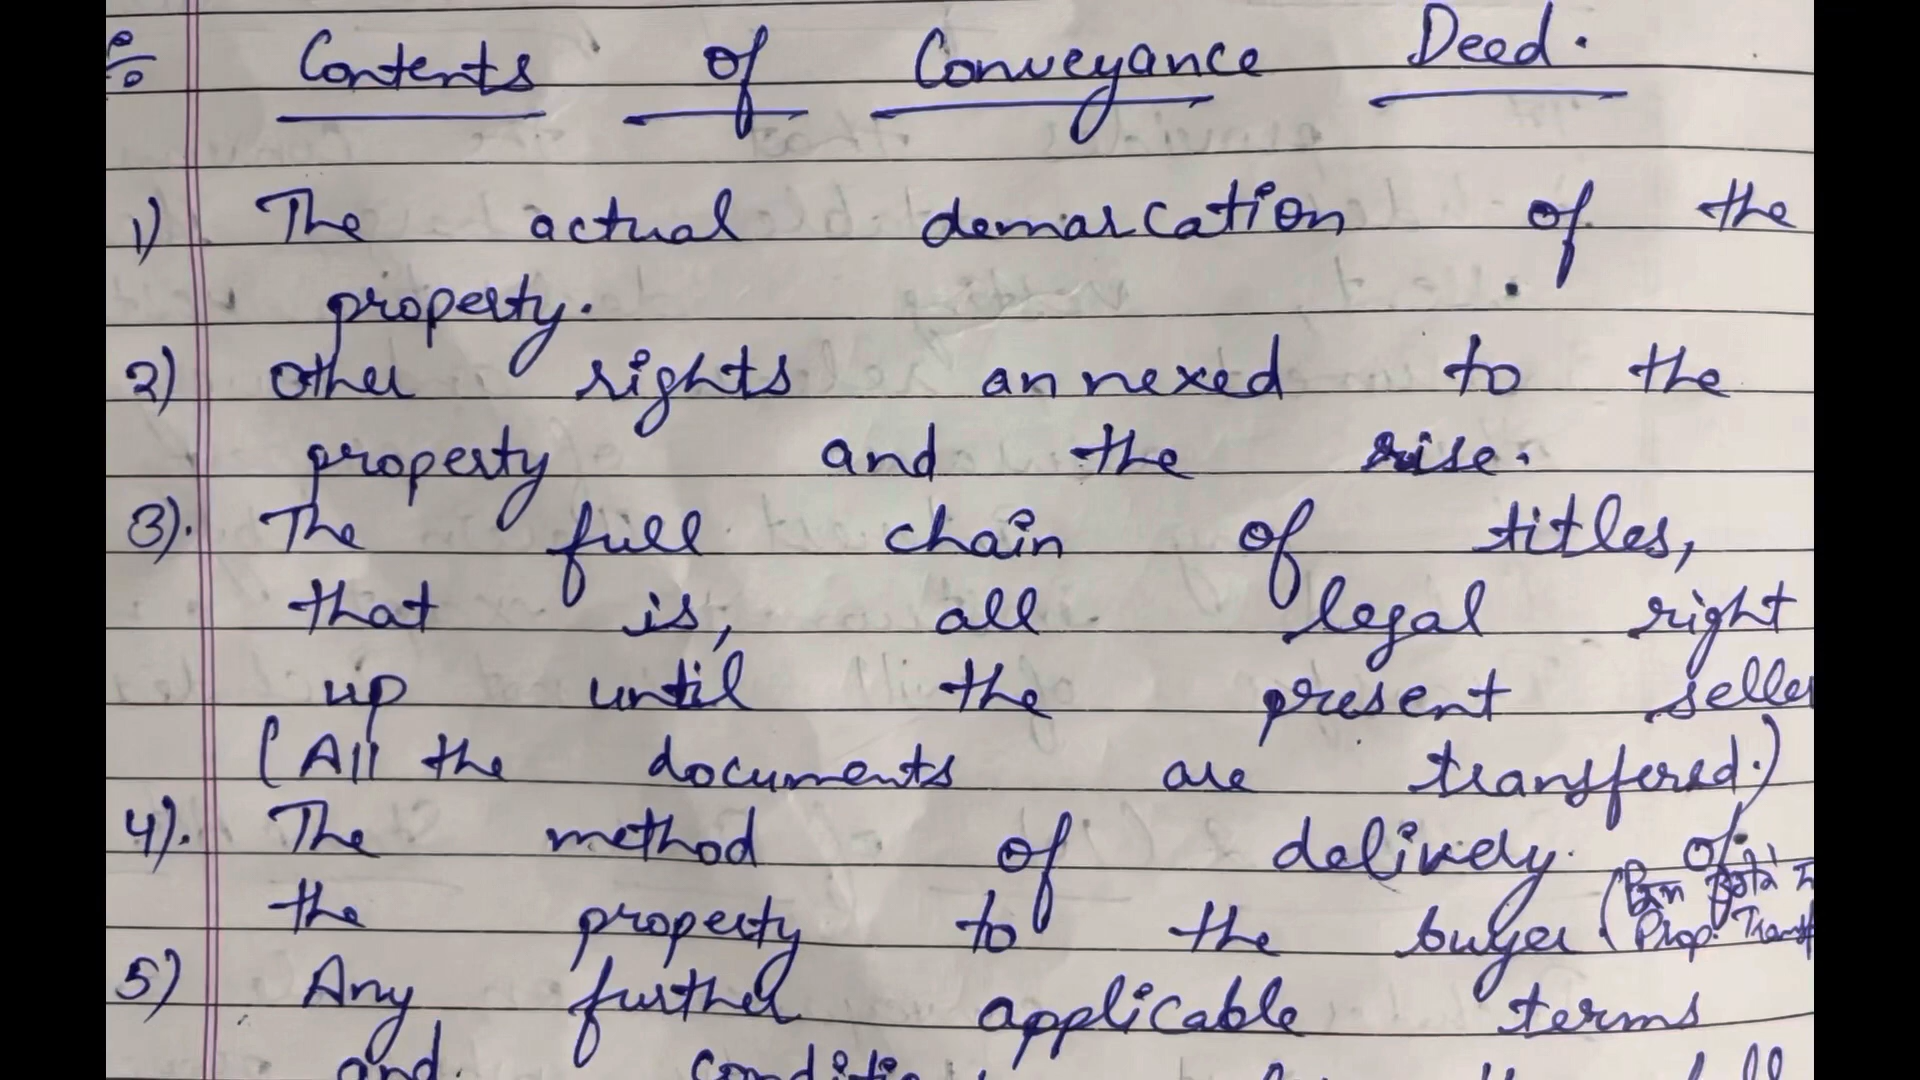 Contents of Conveyance Deed.
1) The actual demarcation of the
property.
2) other rights annexed to the
property and the rise.
3). The full chain of titles,
that is, all legal right
up until the present seller
(All the documents are transfered.)
4). The method of delivery of
the property to the buyer. (
Prop.
5) Any further applicable terms
and